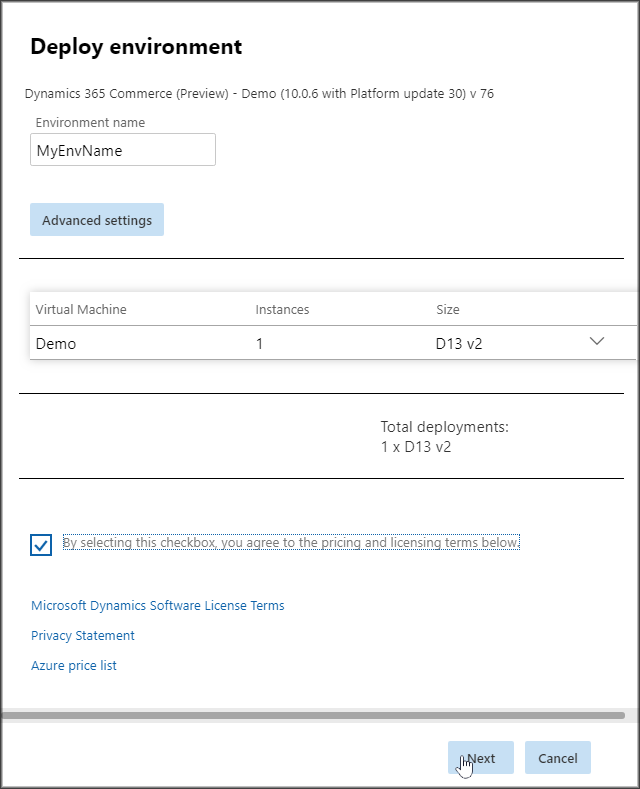 Deploy environment
Dynamics 365 Commerce (Preview) - Demo (10.0.6 with Platform update 30) v 76
Environment name
MyEnvName
Advanced settings
Virtual Machine Instances Size
Demo 1 D13 v2
Total deployments:
1 x D13 v2
By selecting this checkbox, you agree to the pricing and licensing terms below.
Microsoft Dynamics Software License Terms
Privacy Statement
Azure price list
Next Cancel